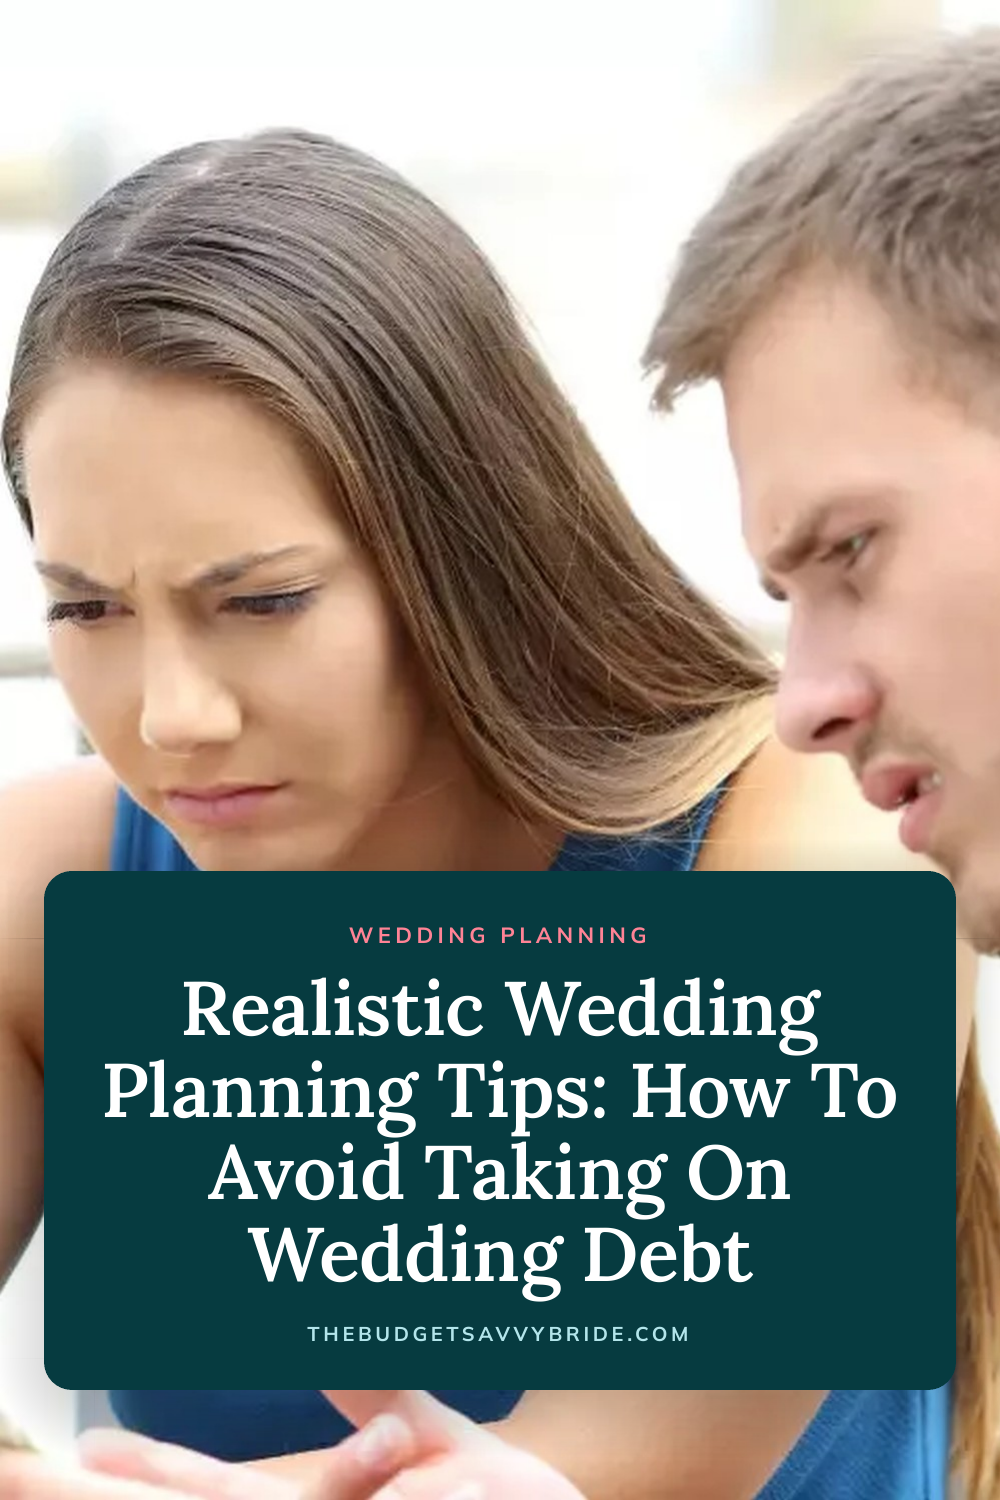 WEDDING PLANNING
Realistic Wedding
Planning Tips: How To
Avoid Taking On
Wedding Debt
THEBUDGETSAVVYBRIDE.COM